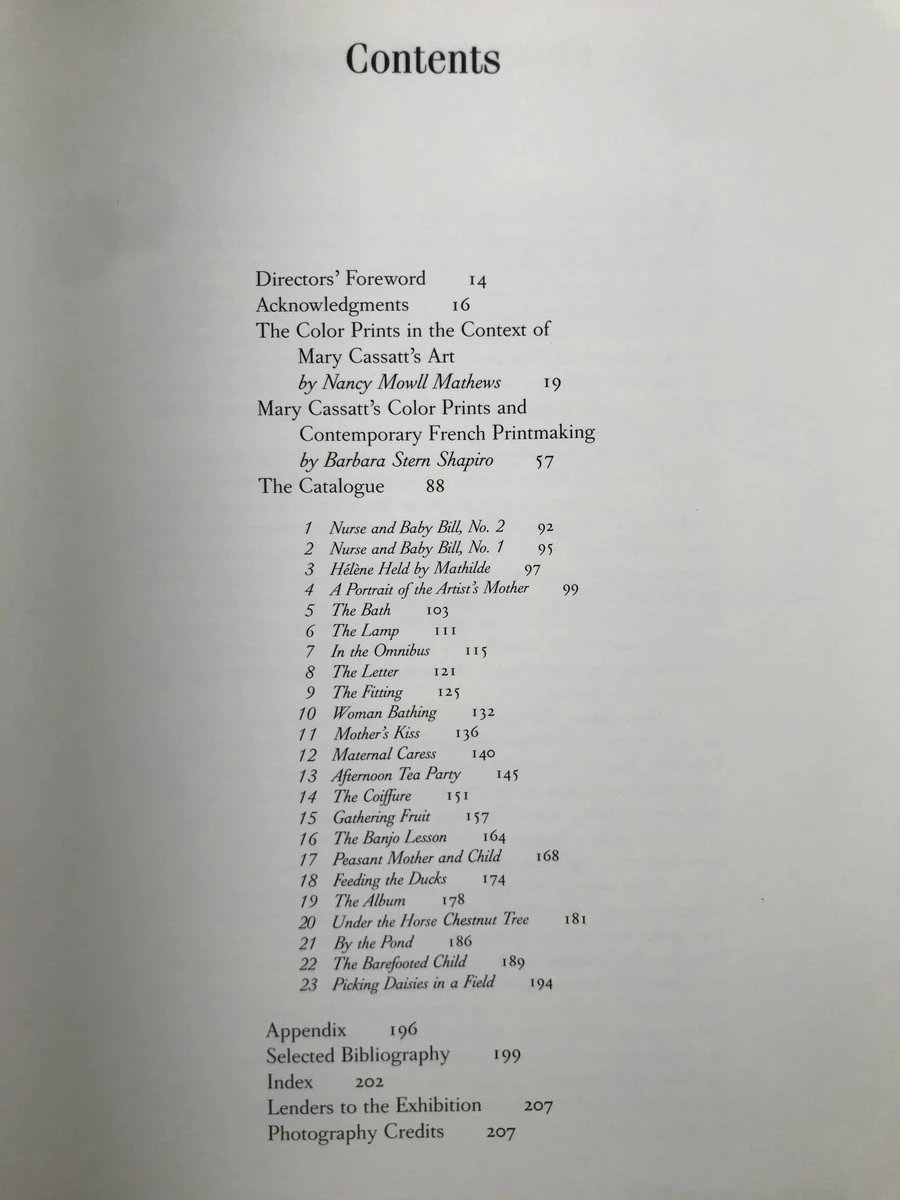 Contents
Directors' Foreword 14
Acknowledgments 16
The Color Prints in the Context of
Mary Cassatt's Art
by Nancy Mowll Mathews 19
Mary Cassatt's Color Prints and
Contemporary French Printmaking
by Barbara Stern Shapiro 57
The Catalogue 88
1 Nurse and Baby Bill, No. 2 92
2 Nurse and Baby Bill, No. 1 95
3 Hélène Held by Mathilde 97
4 A Portrait of the Artist's Mother 99
5 The Bath 103
6 The Lamp 111
7 In the Omnibus 115
8 The Letter 121
9 The Fitting 125
10 Woman Bathing 132
11 Mother's Kiss 136
12 Maternal Caress 140
13 Afternoon Tea Party 145
14 The Coiffure 151
15 Gathering Fruit 157
16 The Banjo Lesson 164
17 Peasant Mother and Child 168
18 Feeding the Ducks 174
19 The Album 178
20 Under the Horse Chestnut Tree 181
21 By the Pond 186
22 The Barefooted Child 189
23 Picking Daisies in a Field 194
Appendix 196
Selected Bibliography 199
Index 202
Lenders to the Exhibition 207
Photography Credits 207